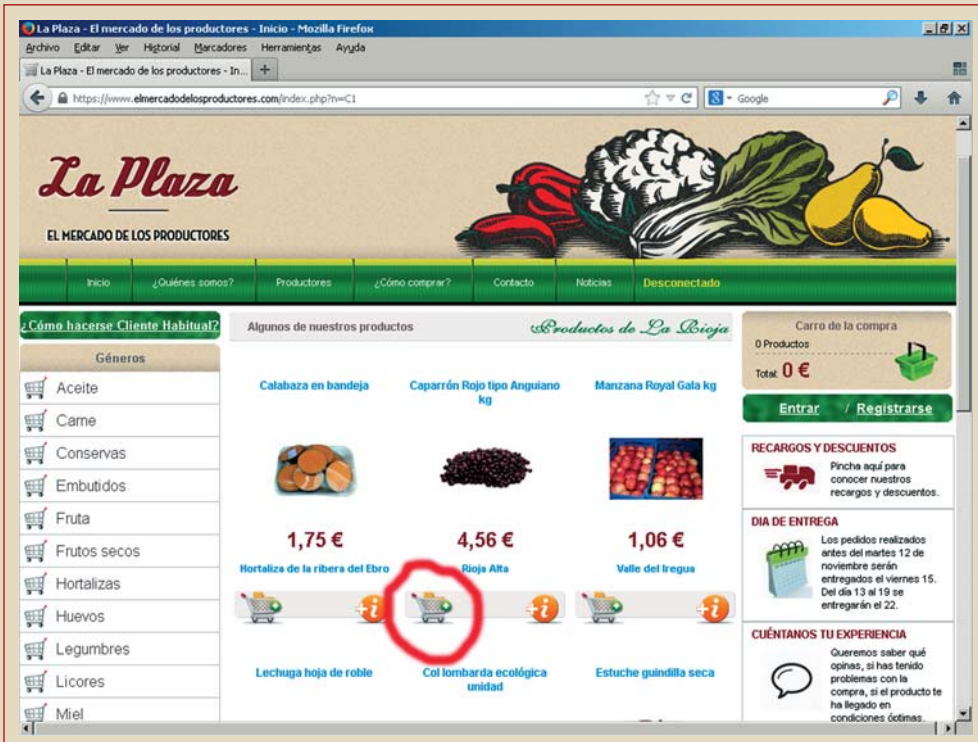 La Plaza - El mercado de los productores - Inicio - Mozilla Firefox
Archivo Editar Ver Historial Marcadores Herramientas Ayuda
La Plaza - El mercado de los productores - In...
https://www.elmercadodelosproductores.com/index.php?n=C1
Google
La Plaza
EL MERCADO DE LOS PRODUCTORES
Inicio ¿Quiénes somos? Productores ¿Cómo comprar? Contacto Noticias Desconectado
¿Cómo hacerse Cliente Habitual?
Géneros
Aceite
Carne
Conservas
Embutidos
Fruta
Frutos secos
Hortalizas
Huevos
Legumbres
Licores
Miel
Algunos de nuestros productos
Productos de La Rioja
Calabaza en bandeja
1,75 €
Hortaliza de la ribera del Ebro
+i
Caparrón Rojo tipo Anguiano
kg
4,56 €
Rioja Alta
+i
Manzana Royal Gala kg
1,06 €
Valle del Iregua
+i
Lechuga hoja de roble
Col lombarda ecológica
unidad
Estuche guindilla seca
Carro de la compra
0 Productos
Total: 0 €
Entrar / Registrarse
RECARGOS Y DESCUENTOS
Pincha aquí para
conocer nuestros
recargos y descuentos.
DIA DE ENTREGA
Los pedidos realizados
antes del martes 12 de
noviembre serán
entregados el viernes 15.
Del día 13 al 19 se
entregarán el 22.
CUÉNTANOS TU EXPERIENCIA
Queremos saber qué
opinas, si has tenido
problemas con la
compra, si el producto te
ha llegado en
condiciones óptimas.